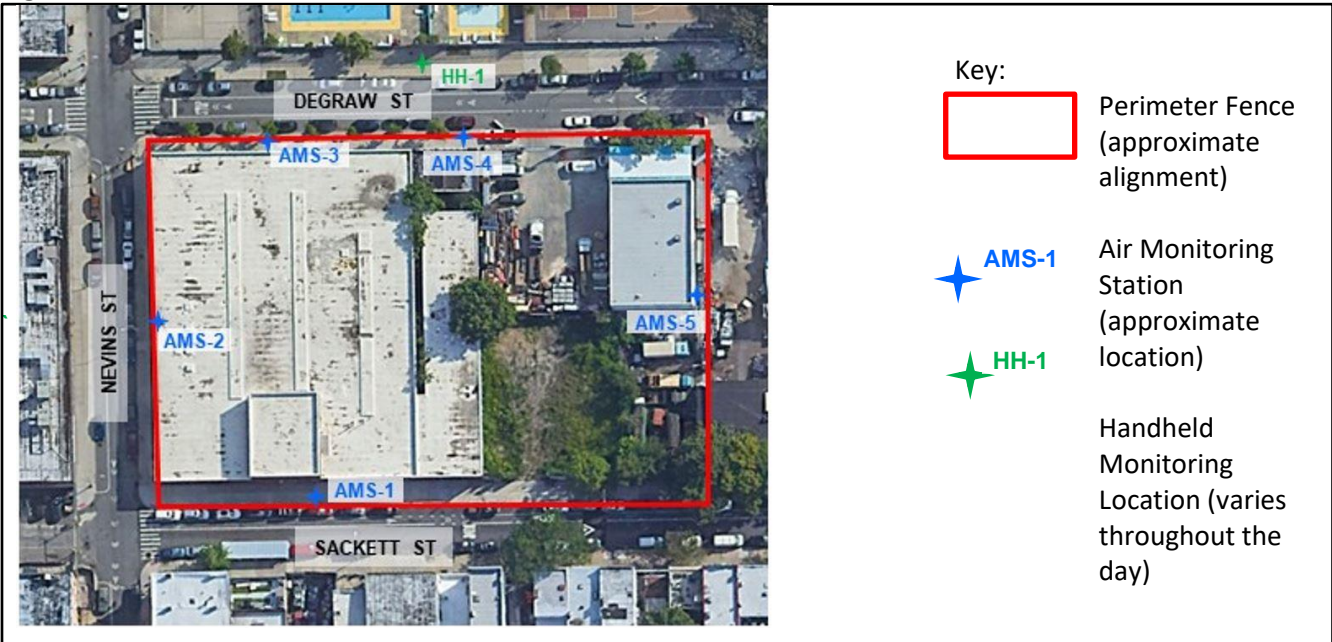 HH-1
DEGRAW ST
AMS-3
AMS-4
NEVINS ST
AMS-2
AMS-5
AMS-1
SACKETT ST
Key:
Perimeter Fence
(approximate
alignment)
AMS-1
Air Monitoring
Station
(approximate
location)
HH-1
Handheld
Monitoring
Location (varies
throughout the
day)